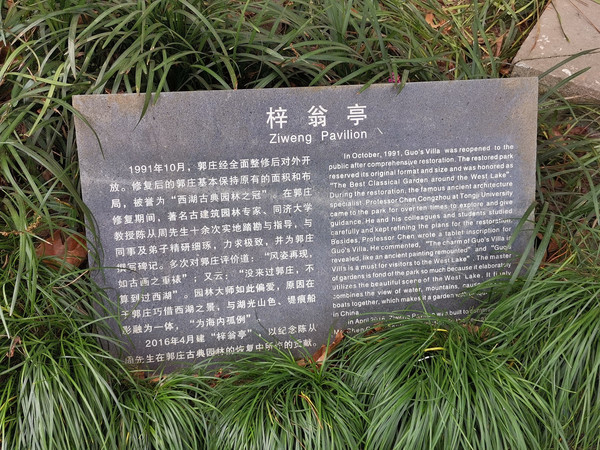 梓翁亭
Ziweng Pavilion
1991年10月，郭庄经全面整修后对外开
放。修复后的郭庄基本保持原有的面积和布
局，被誉为“西湖古典园林之冠”。在郭庄
修复期间，著名古建筑园林专家、同济大学
教授陈从周先生十余次实地踏勘与指导，与
同事及弟子精研细琢，力求极致，并为郭庄
撰写碑记。多次对郭庄评价道：“风姿再现，
如古画之重裱”；又云：“没来过郭庄，不
算到过西湖”。园林大师如此偏爱，原因在
于郭庄巧借西湖之景，与湖光山色、堤痕船
影融为一体，“为海内孤例”。
2016年4月建“梓翁亭”，以纪念陈从
周先生在郭庄古典园林的恢复中所作的贡献。
In October, 1991, Guo's Villa was reopened to the
public after comprehensive restoration. The restored park
reserved its original format and size and was honored as
"The Best Classical Garden around the West Lake".
During the restoration, the famous ancient architecture
specialist, Professor Chen Congzhou at Tongji University
came to the park for over ten times to explore and give
guidance. He and his colleagues and students studied
carefully and kept refining the plans for the restoration.
Besides, Professor Chen, wrote a tablet inscription for
Guo's Villa. He commented, "The charm of Guo's Villa
revealed, like an ancient painting remounted" and "Guo's
Villa is a must for visitors to the West Lake". The master
of gardens is fond of the park so much because it elaborately
utilizes the beautiful scene of the West Lake. It
combines the view of water, mountains,
boats together, which makes it a garden
in China.
In April 2016, Ziweng Pavilion was built to